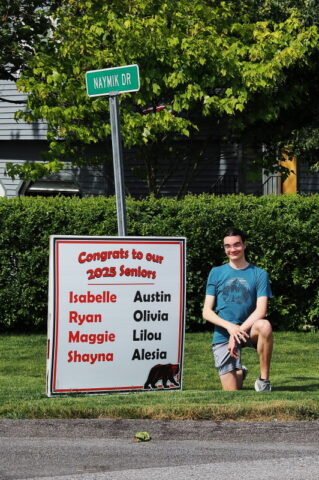 NAYMIK DR
Congrats to our
2025 Seniors
Isabelle Austin
Ryan Olivia
Maggie Lilou
Shayna Alesia